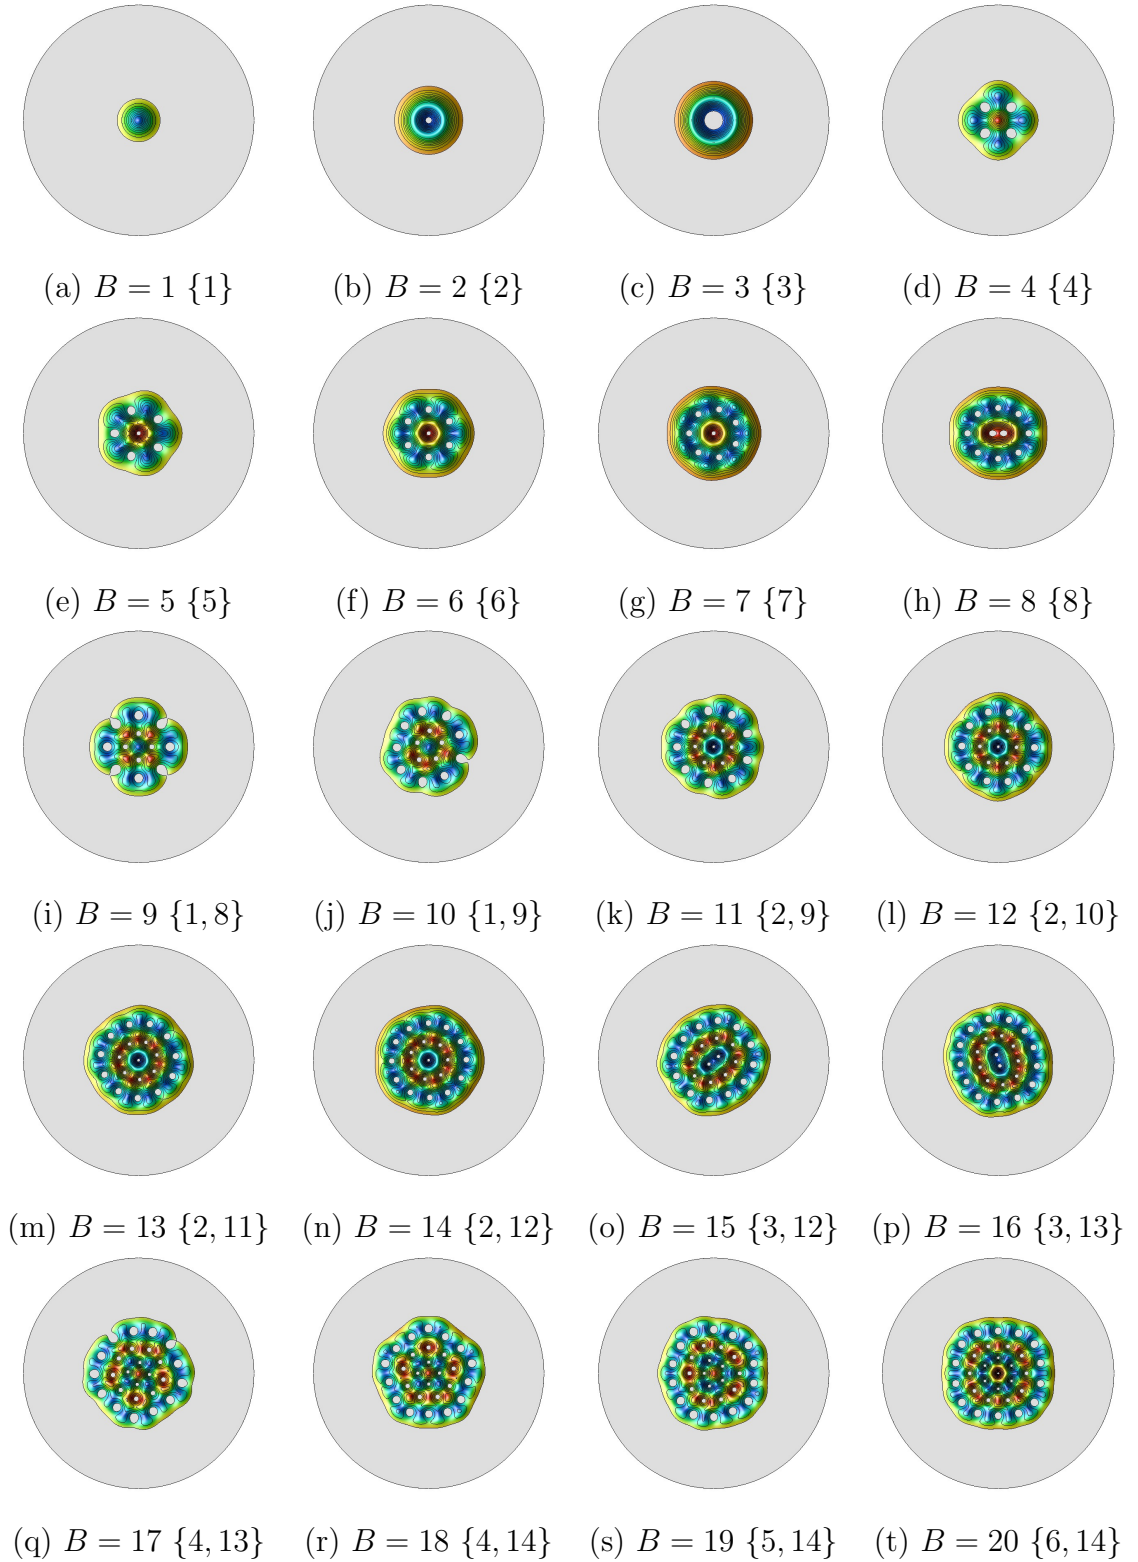 (a) B = 1 {1} (b) B = 2 {2} (c) B = 3 {3} (d) B = 4 {4}
(e) B = 5 {5} (f) B = 6 {6} (g) B = 7 {7} (h) B = 8 {8}
(i) B = 9 {1, 8} (j) B = 10 {1, 9} (k) B = 11 {2, 9} (l) B = 12 {2, 10}
(m) B = 13 {2, 11} (n) B = 14 {2, 12} (o) B = 15 {3, 12} (p) B = 16 {3, 13}
(q) B = 17 {4, 13} (r) B = 18 {4, 14} (s) B = 19 {5, 14} (t) B = 20 {6, 14}